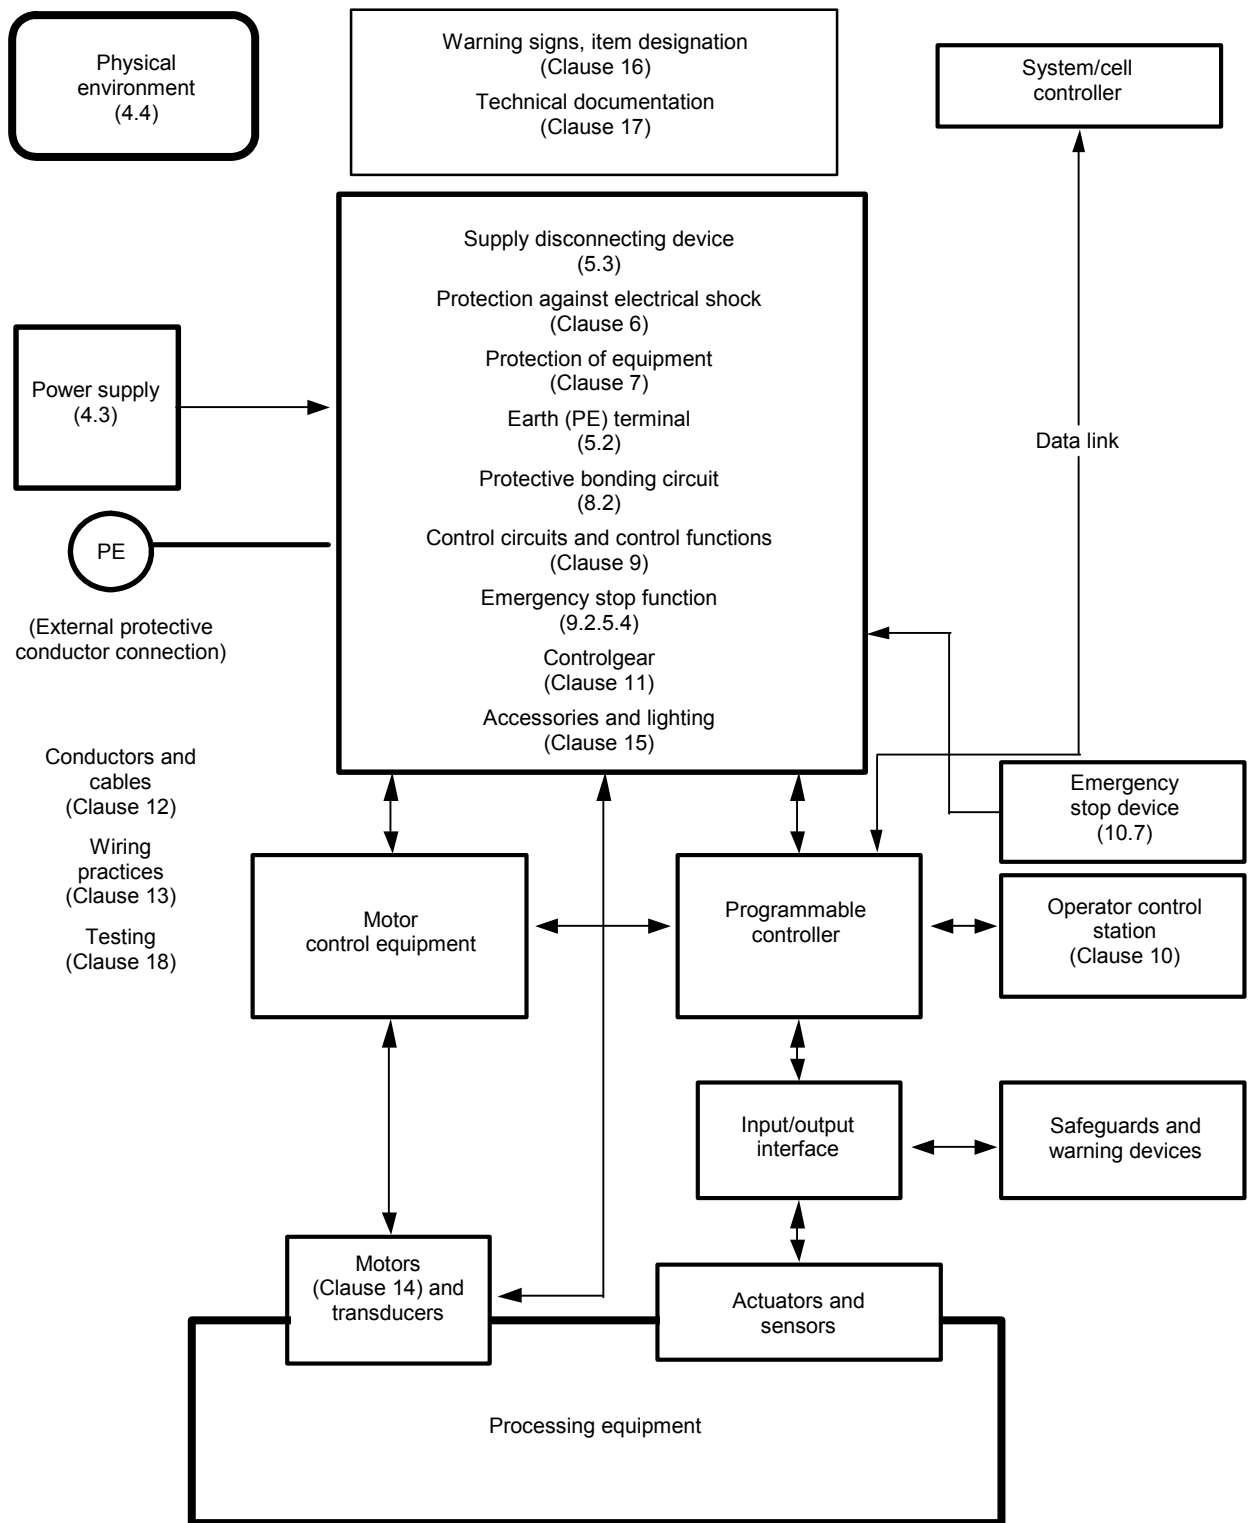 Physical
environment
(4.4)
Warning signs, item designation
(Clause 16)
Technical documentation
(Clause 17)
System/cell
controller
Supply disconnecting device
(5.3)
Protection against electrical shock
(Clause 6)
Protection of equipment
(Clause 7)
Earth (PE) terminal
(5.2)
Protective bonding circuit
(8.2)
Control circuits and control functions
(Clause 9)
Emergency stop function
(9.2.5.4)
Controlgear
(Clause 11)
Accessories and lighting
(Clause 15)
Power supply
(4.3)
PE
(External protective
conductor connection)
Data link
Conductors and
cables
(Clause 12)
Wiring
practices
(Clause 13)
Testing
(Clause 18)
Emergency
stop device
(10.7)
Motor
control equipment
Programmable
controller
Operator control
station
(Clause 10)
Input/output
interface
Safeguards and
warning devices
Motors
(Clause 14) and
transducers
Actuators and
sensors
Processing equipment